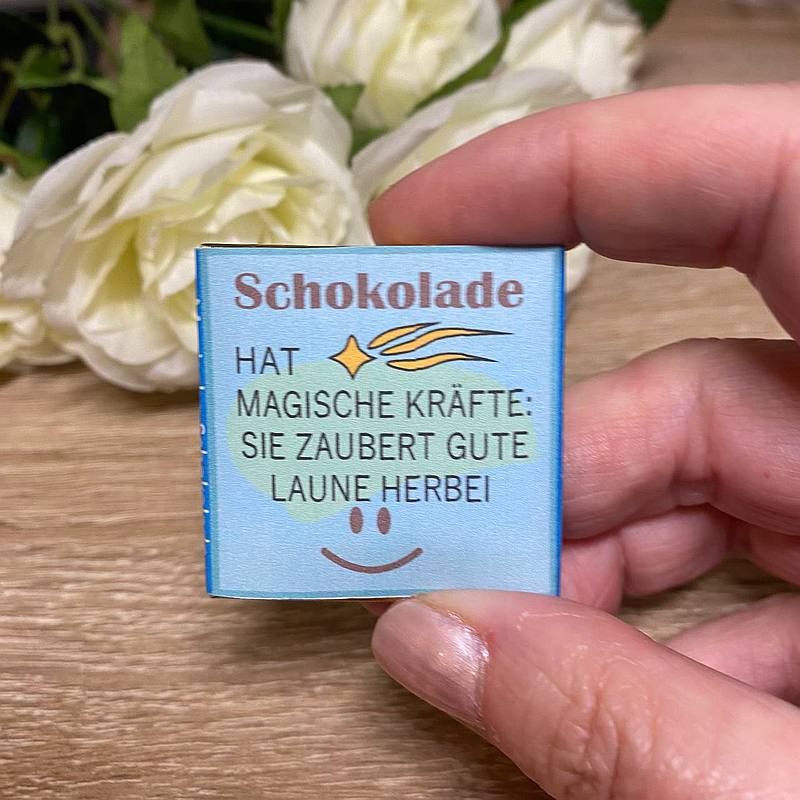 Schokolade
HAT
MAGISCHE KRÄFTE:
SIE ZAUBERT GUTE
LAUNE HERBEI